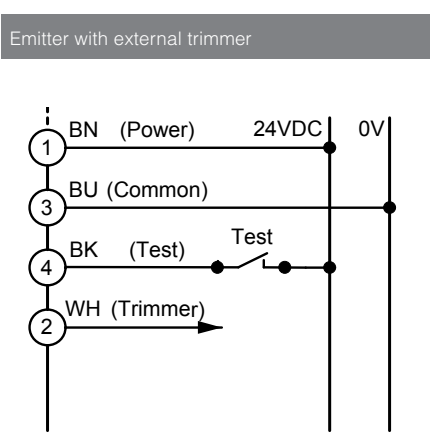 Emitter with external trimmer
24VDC 0V
1 BN (Power)
3 BU (Common)
Test
4 BK (Test)
2 WH (Trimmer)